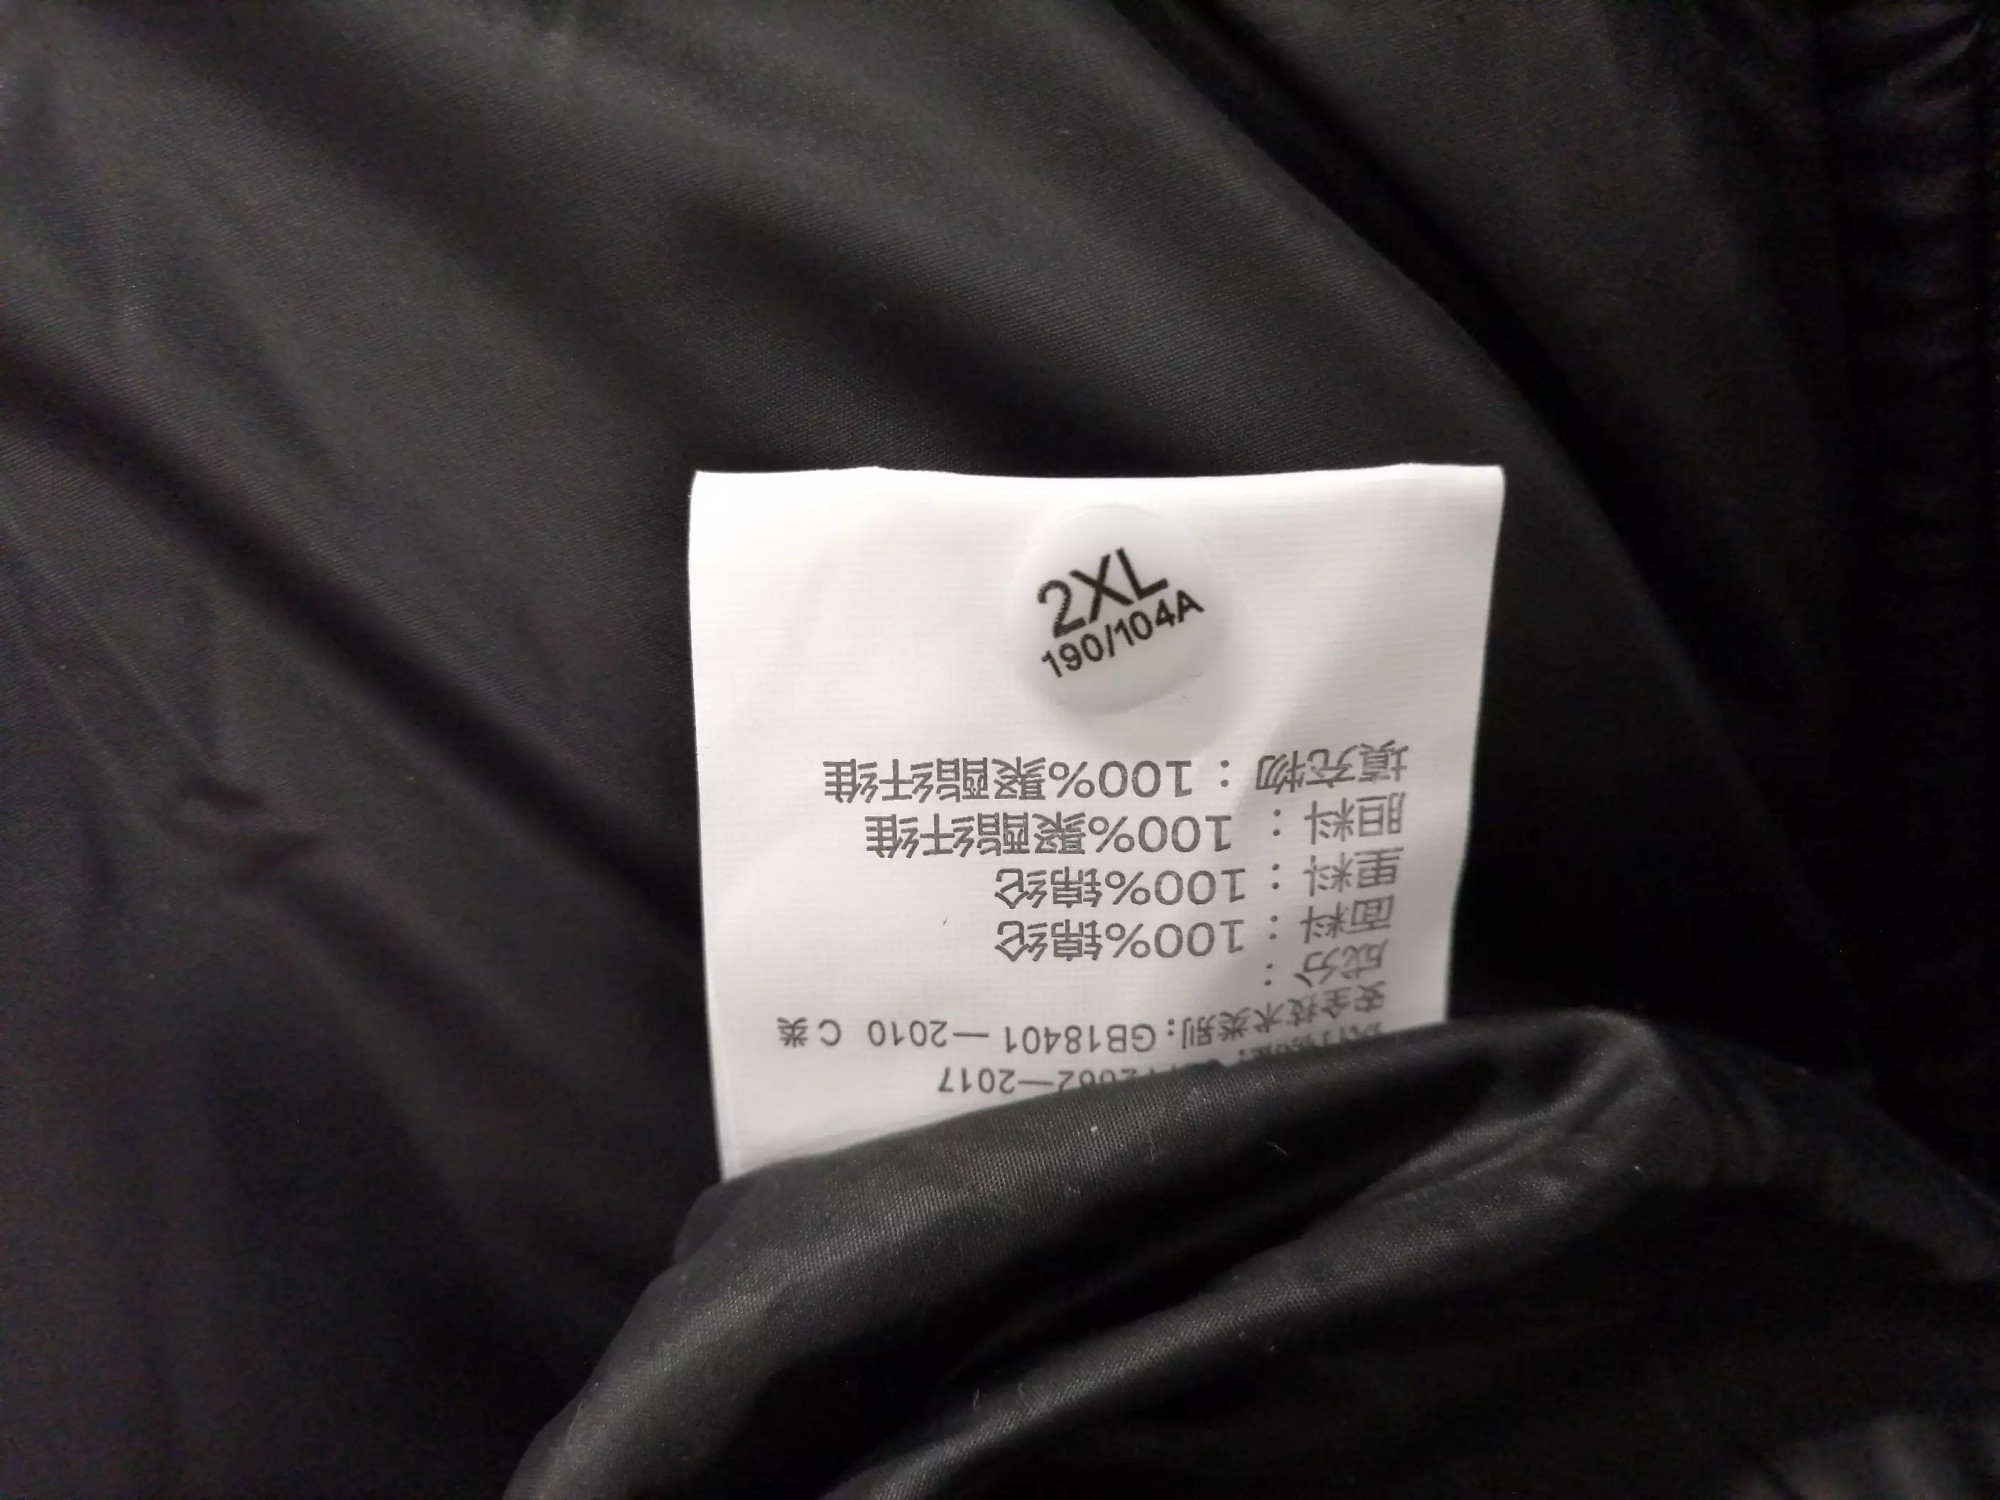 2062—2017
安全技术类别:GB18401—2010 C类
成分：
面料：100%锦纶
里料：100%锦纶
胆料：100%聚酯纤维
填充物：100%聚酯纤维
2XL
190/104A